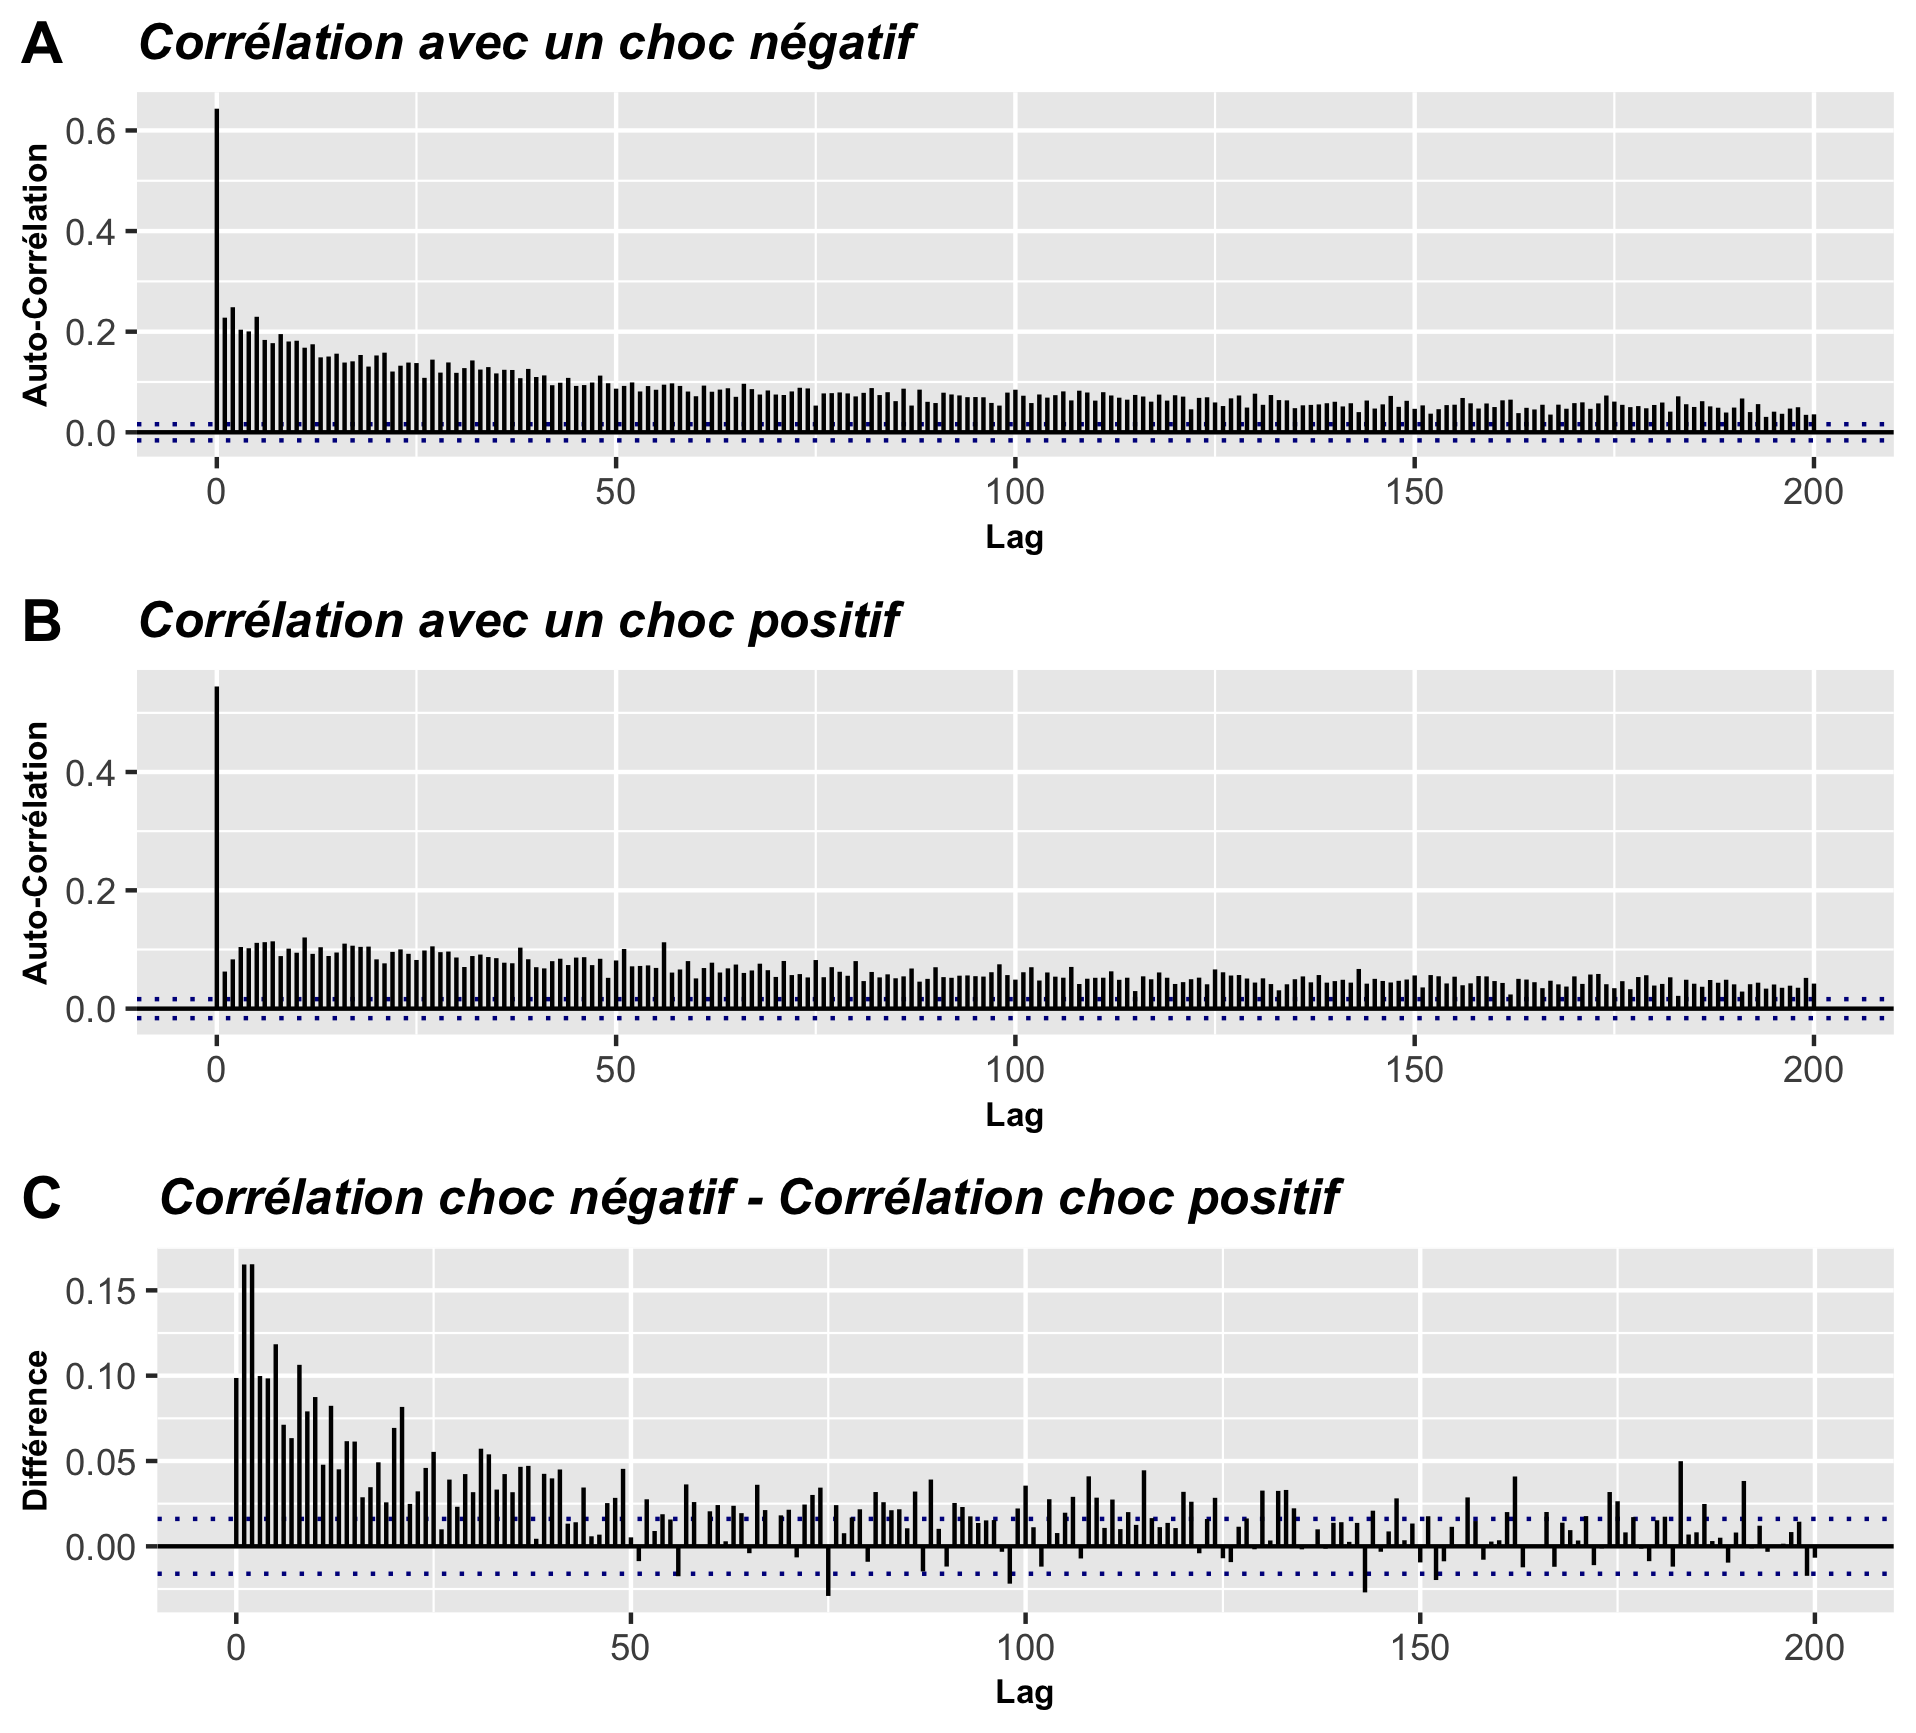 A Corrélation avec un choc négatif
Auto-Corrélation
0.6
0.4
0.2
0.0
0 50 100 150 200
Lag
B Corrélation avec un choc positif
Auto-Corrélation
0.4
0.2
0.0
0 50 100 150 200
Lag
C Corrélation choc négatif - Corrélation choc positif
Différence
0.15
0.10
0.05
0.00
0 50 100 150 200
Lag